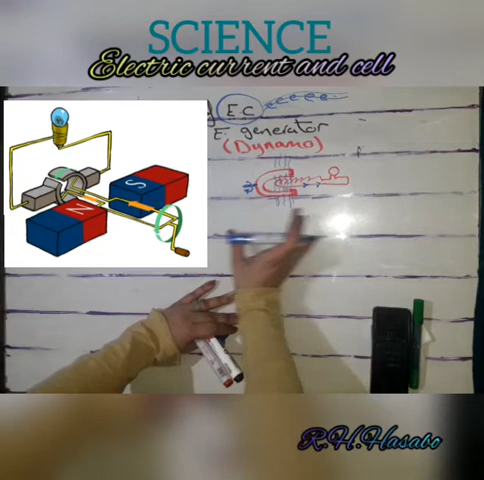 SCIENCE
Electric current and cell
E.C
E. generator
(Dynamo)
S
N
R.H.Hasabo